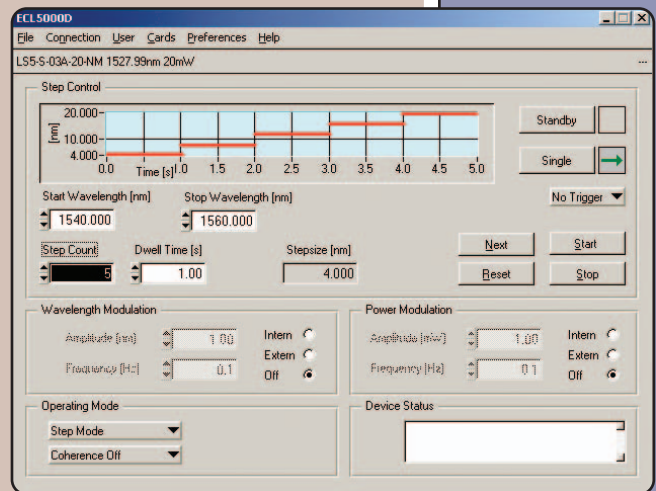 ECL5000D
File Connection User Cards Preferences Help
LS5-S-03A-20-NM 1527.99nm 20mW ...
Step Control
[nm]
20.000
10.000
4.000
0.0 1.0 1.5 2.0 2.5 3.0 3.5 4.0 4.5 5.0
Time [s]
Standby
Single
Start Wavelength [nm] Stop Wavelength [nm] No Trigger
1540.000 1560.000
Step Count Dwell Time [s] Stepsize [nm] Next Start
5 1.00 4.000 Reset Stop
Wavelength Modulation
Amplitude [nm] 1.00 Intern
Extern
Frequency [Hz] 0.1 Off
Power Modulation
Amplitude [mW] 1.00 Intern
Extern
Frequency [Hz] 0.1 Off
Operating Mode
Step Mode
Coherence Off
Device Status